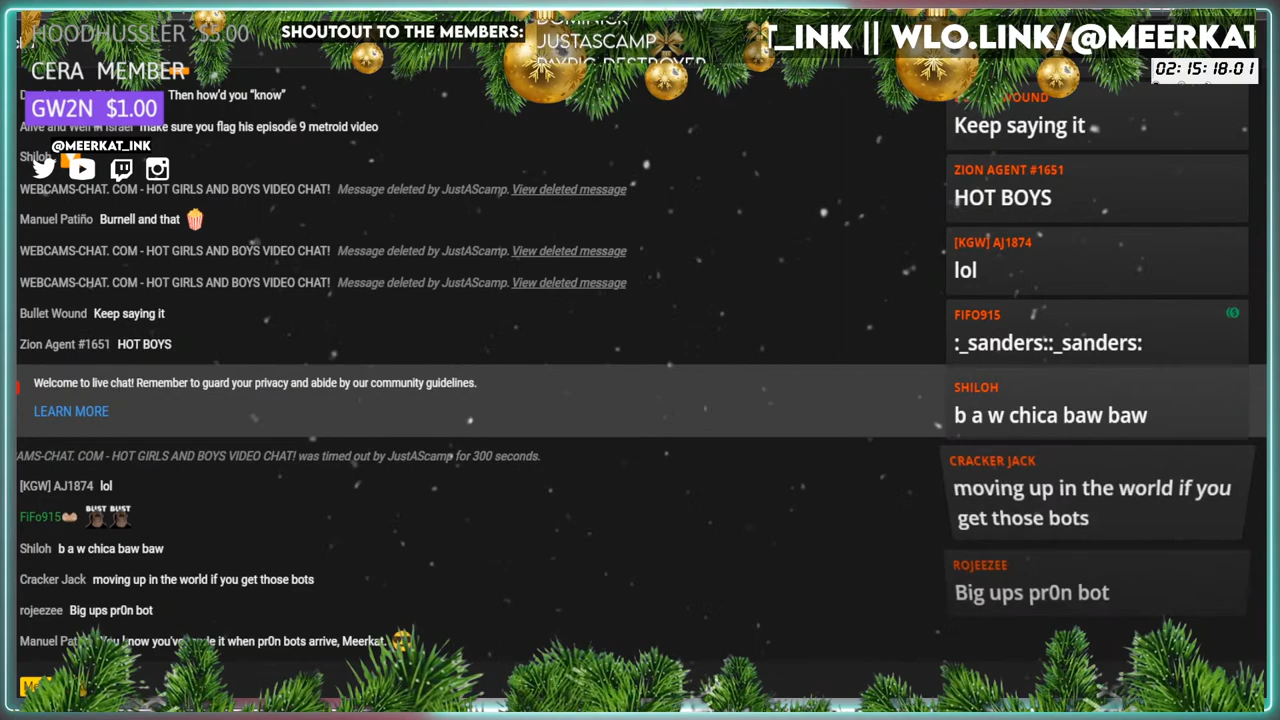 HOODHUSSLER $5.00
SHOUTOUT TO THE MEMBERS:
DOMINICK
JUSTASCAMP
PAYPIG DESTROYER
T_INK || WLO.LINK/@MEERKAT
CERA MEMBER
02:15:18.01
GW2N $1.00
Then how'd you "know"
make sure you flag his episode 9 metroid video
@MEERKAT_INK
Shiloh
WEBCAMS-CHAT. COM - HOT GIRLS AND BOYS VIDEO CHAT! Message deleted by JustAScamp. View deleted message
Manuel Patiño Burnell and that
WEBCAMS-CHAT. COM - HOT GIRLS AND BOYS VIDEO CHAT! Message deleted by JustAScamp. View deleted message
WEBCAMS-CHAT. COM - HOT GIRLS AND BOYS VIDEO CHAT! Message deleted by JustAScamp. View deleted message
Bullet Wound Keep saying it
Zion Agent #1651 HOT BOYS
Welcome to live chat! Remember to guard your privacy and abide by our community guidelines.
LEARN MORE
AMS-CHAT. COM - HOT GIRLS AND BOYS VIDEO CHAT! was timed out by JustAScamp for 300 seconds.
[KGW] AJ1874 lol
FiFo915 BUST BUST
Shiloh b a w chica baw baw
Cracker Jack moving up in the world if you get those bots
rojeezee Big ups pr0n bot
Manuel it when pr0n bots arrive, Meerkat.
WOUND
Keep saying it
ZION AGENT #1651
HOT BOYS
[KGW] AJ1874
lol
FIFO915
:_sanders::_sanders:
SHILOH
b a w chica baw baw
CRACKER JACK
moving up in the world if you
get those bots
ROJEEZEE
Big ups pr0n bot